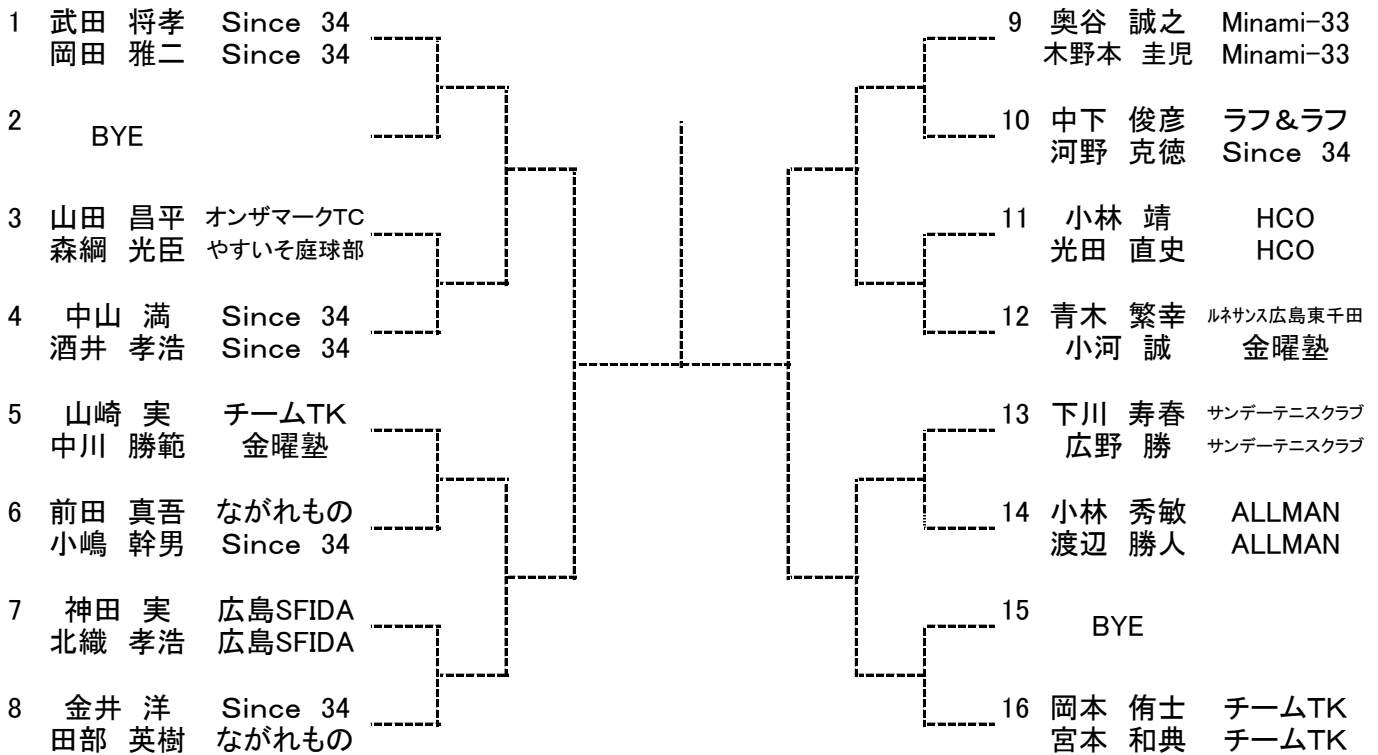 1 武田 将孝 Since 34
岡田 雅二 Since 34
2 BYE
3 山田 昌平 オンザマークTC
森綱 光臣 やすいそ庭球部
4 中山 満 Since 34
酒井 孝浩 Since 34
5 山崎 実 チームTK
中川 勝範 金曜塾
6 前田 真吾 ながれもの
小嶋 幹男 Since 34
7 神田 実 広島SFIDA
北織 孝浩 広島SFIDA
8 金井 洋 Since 34
田部 英樹 ながれもの
9 奥谷 誠之 Minami-33
木野本 圭児 Minami-33
10 中下 俊彦 ラフ&ラフ
河野 克徳 Since 34
11 小林 靖 HCO
光田 直史 HCO
12 青木 繁幸 ルネサンス広島東千田
小河 誠 金曜塾
13 下川 寿春 サンデーテニスクラブ
広野 勝 サンデーテニスクラブ
14 小林 秀敏 ALLMAN
渡辺 勝人 ALLMAN
15 BYE
16 岡本 侑士 チームTK
宮本 和典 チームTK